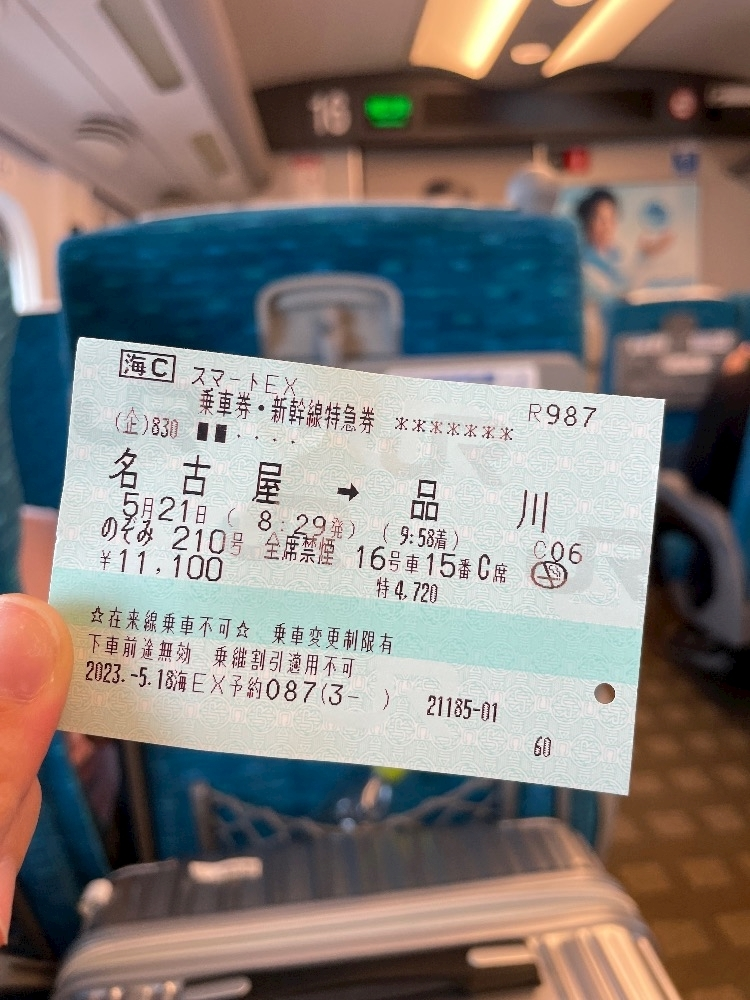 16
海C スマートEX
R987
乗車券・新幹線特急券 *******
(企)830 ■■・・・・
名古屋 → 品川
5月21日 ( 8:29発) ( 9:58着) C06
のぞみ 210号 全席禁煙 16号車15番C席
¥11,100 特4,720
☆在来線乗車不可☆ 乗車変更制限有
下車前途無効 乗継割引適用不可
2023.-5.18海EX予約087(3- ) 21185-01
60